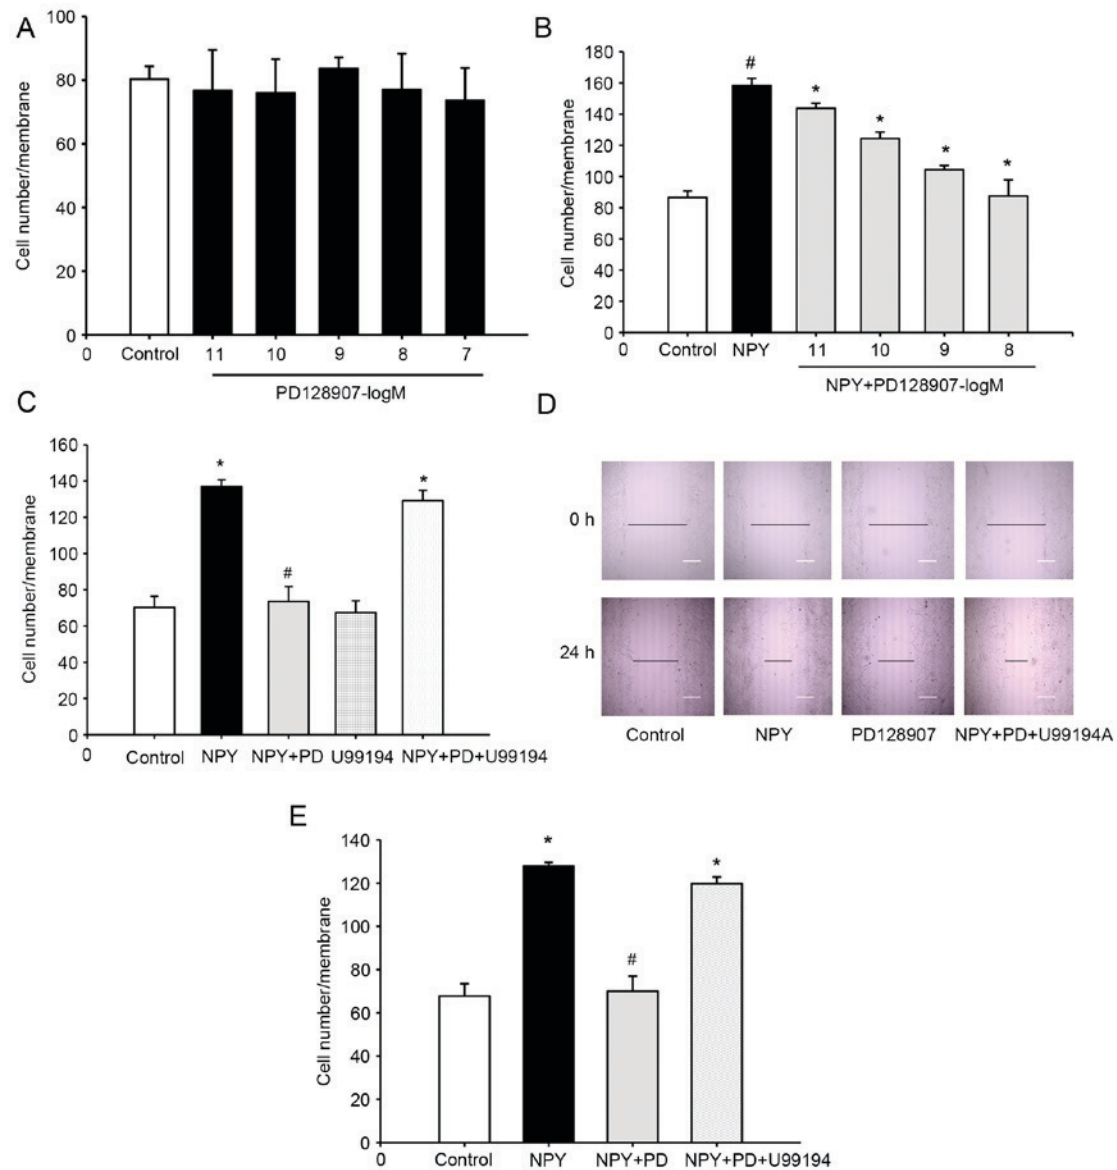 A
Cell number/membrane
100
80
60
40
20
0
0 Control 11 10 9 8 7
PD128907-logM
B
Cell number/membrane
180
160
140
120
100
80
60
40
20
0
# * * * *
0 Control NPY 11 10 9 8
NPY+PD128907-logM
C
Cell number/membrane
160
140
120
100
80
60
40
20
0
* # *
0 Control NPY NPY+PD U99194 NPY+PD+U99194
D
0 h
24 h
Control NPY PD128907 NPY+PD+U99194A
E
Cell number/membrane
140
120
100
80
60
40
20
0
* # *
0 Control NPY NPY+PD NPY+PD+U99194